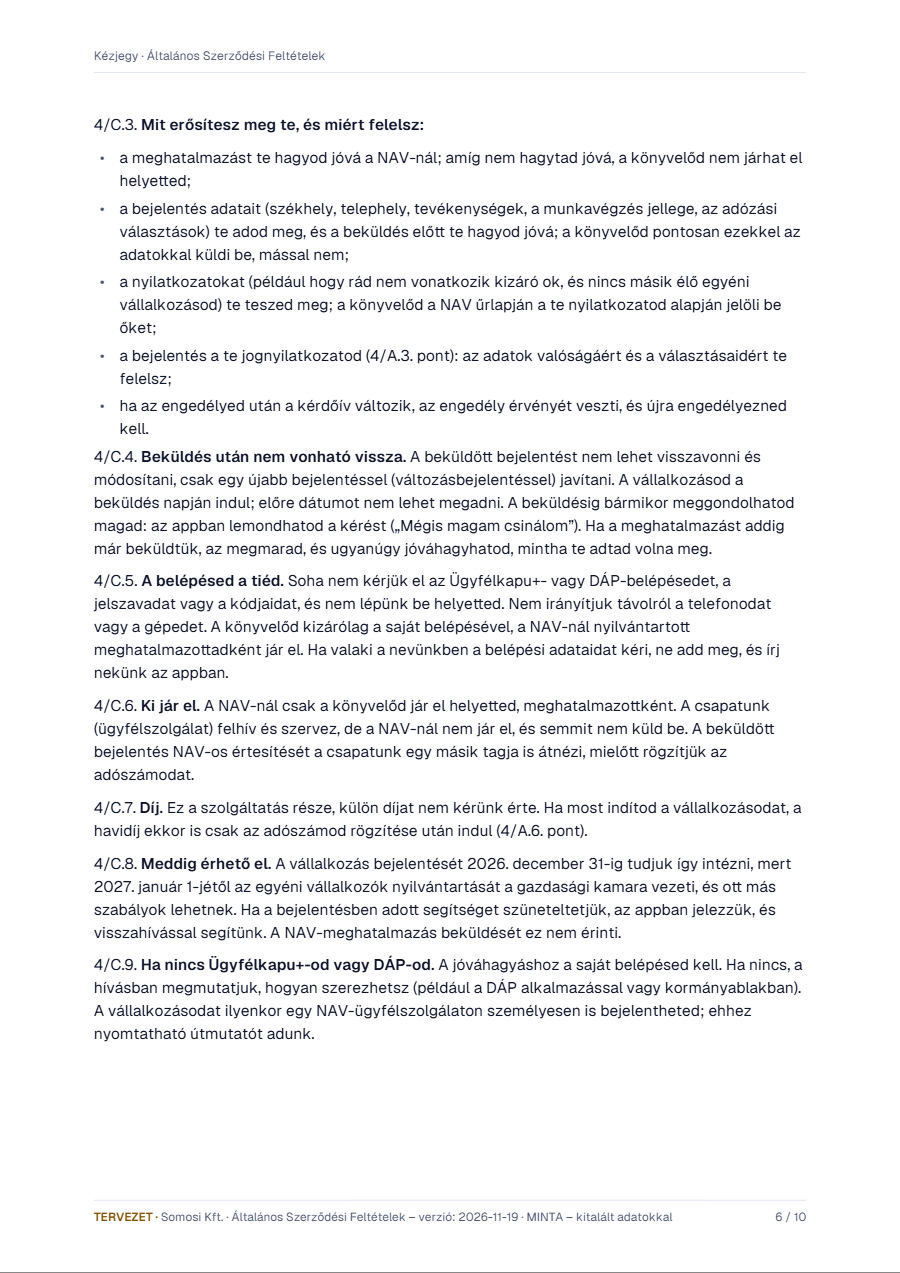 Kézjegy · Általános Szerződési Feltételek
4/C.3. Mit erősítesz meg te, és miért felelsz:
• a meghatalmazást te hagyod jóvá a NAV-nál; amíg nem hagytad jóvá, a könyvelőd nem járhat el
helyetted;
• a bejelentés adatait (székhely, telephely, tevékenységek, a munkavégzés jellege, az adózási
választások) te adod meg, és a beküldés előtt te hagyod jóvá; a könyvelőd pontosan ezekkel az
adatokkal küldi be, mással nem;
• a nyilatkozatokat (például hogy rád nem vonatkozik kizáró ok, és nincs másik élő egyéni
vállalkozásod) te teszed meg; a könyvelőd a NAV űrlapján a te nyilatkozatod alapján jelöli be
őket;
• a bejelentés a te jognyilatkozatod (4/A.3. pont): az adatok valóságáért és a választásaidért te
felelsz;
• ha az engedélyed után a kérdőív változik, az engedély érvényét veszti, és újra engedélyezned
kell.
4/C.4. Beküldés után nem vonható vissza. A beküldött bejelentést nem lehet visszavonni és
módosítani, csak egy újabb bejelentéssel (változásbejelentéssel) javítani. A vállalkozásod a
beküldés napján indul; előre dátumot nem lehet megadni. A beküldésig bármikor meggondolhatod
magad: az appban lemondhatod a kérést („Mégis magam csinálom”). Ha a meghatalmazást addig
már beküldtük, az megmarad, és ugyanúgy jóváhagyhatod, mintha te adtad volna meg.
4/C.5. A belépésed a tiéd. Soha nem kérjük el az Ügyfélkapu+- vagy DÁP-belépésedet, a
jelszavadat vagy a kódjaidat, és nem lépünk be helyetted. Nem irányítjuk távolról a telefonodat
vagy a gépedet. A könyvelőd kizárólag a saját belépésével, a NAV-nál nyilvántartott
meghatalmazottadként jár el. Ha valaki a nevünkben a belépési adataidat kéri, ne add meg, és írj
nekünk az appban.
4/C.6. Ki jár el. A NAV-nál csak a könyvelőd jár el helyetted, meghatalmazottként. A csapatunk
(ügyfélszolgálat) felhív és szervez, de a NAV-nál nem jár el, és semmit nem küld be. A beküldött
bejelentés NAV-os értesítését a csapatunk egy másik tagja is átnézi, mielőtt rögzítjük az
adószámodat.
4/C.7. Díj. Ez a szolgáltatás része, külön díjat nem kérünk érte. Ha most indítod a vállalkozásodat, a
havidíj ekkor is csak az adószámod rögzítése után indul (4/A.6. pont).
4/C.8. Meddig érhető el. A vállalkozás bejelentését 2026. december 31-ig tudjuk így intézni, mert
2027. január 1-jétől az egyéni vállalkozók nyilvántartását a gazdasági kamara vezeti, és ott más
szabályok lehetnek. Ha a bejelentésben adott segítséget szüneteltetjük, az appban jelezzük, és
visszahívással segítünk. A NAV-meghatalmazás beküldését ez nem érinti.
4/C.9. Ha nincs Ügyfélkapu+-od vagy DÁP-od. A jóváhagyáshoz a saját belépésed kell. Ha nincs, a
hívásban megmutatjuk, hogyan szerezhetsz (például a DÁP alkalmazással vagy kormányablakban).
A vállalkozásodat ilyenkor egy NAV-ügyfélszolgálaton személyesen is bejelentheted; ehhez
nyomtatható útmutatót adunk.
TERVEZET · Somosi Kft. · Általános Szerződési Feltételek – verzió: 2026-11-19 · MINTA – kitalált adatokkal
6 / 10